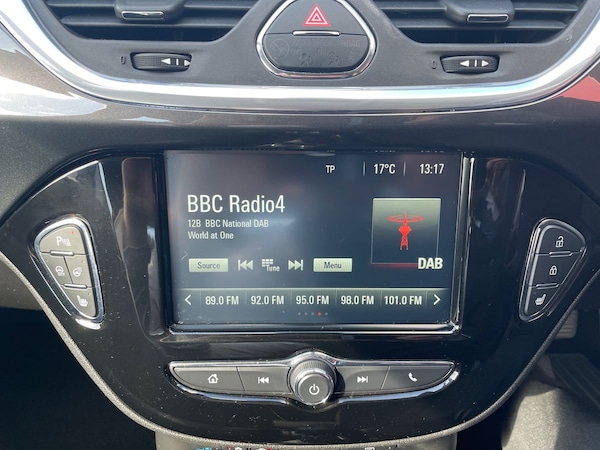 TP 17°C 13:17
BBC Radio4
12B BBC National DAB
World at One
Source Tune Menu DAB
89.0 FM 92.0 FM 95.0 FM 98.0 FM 101.0 FM